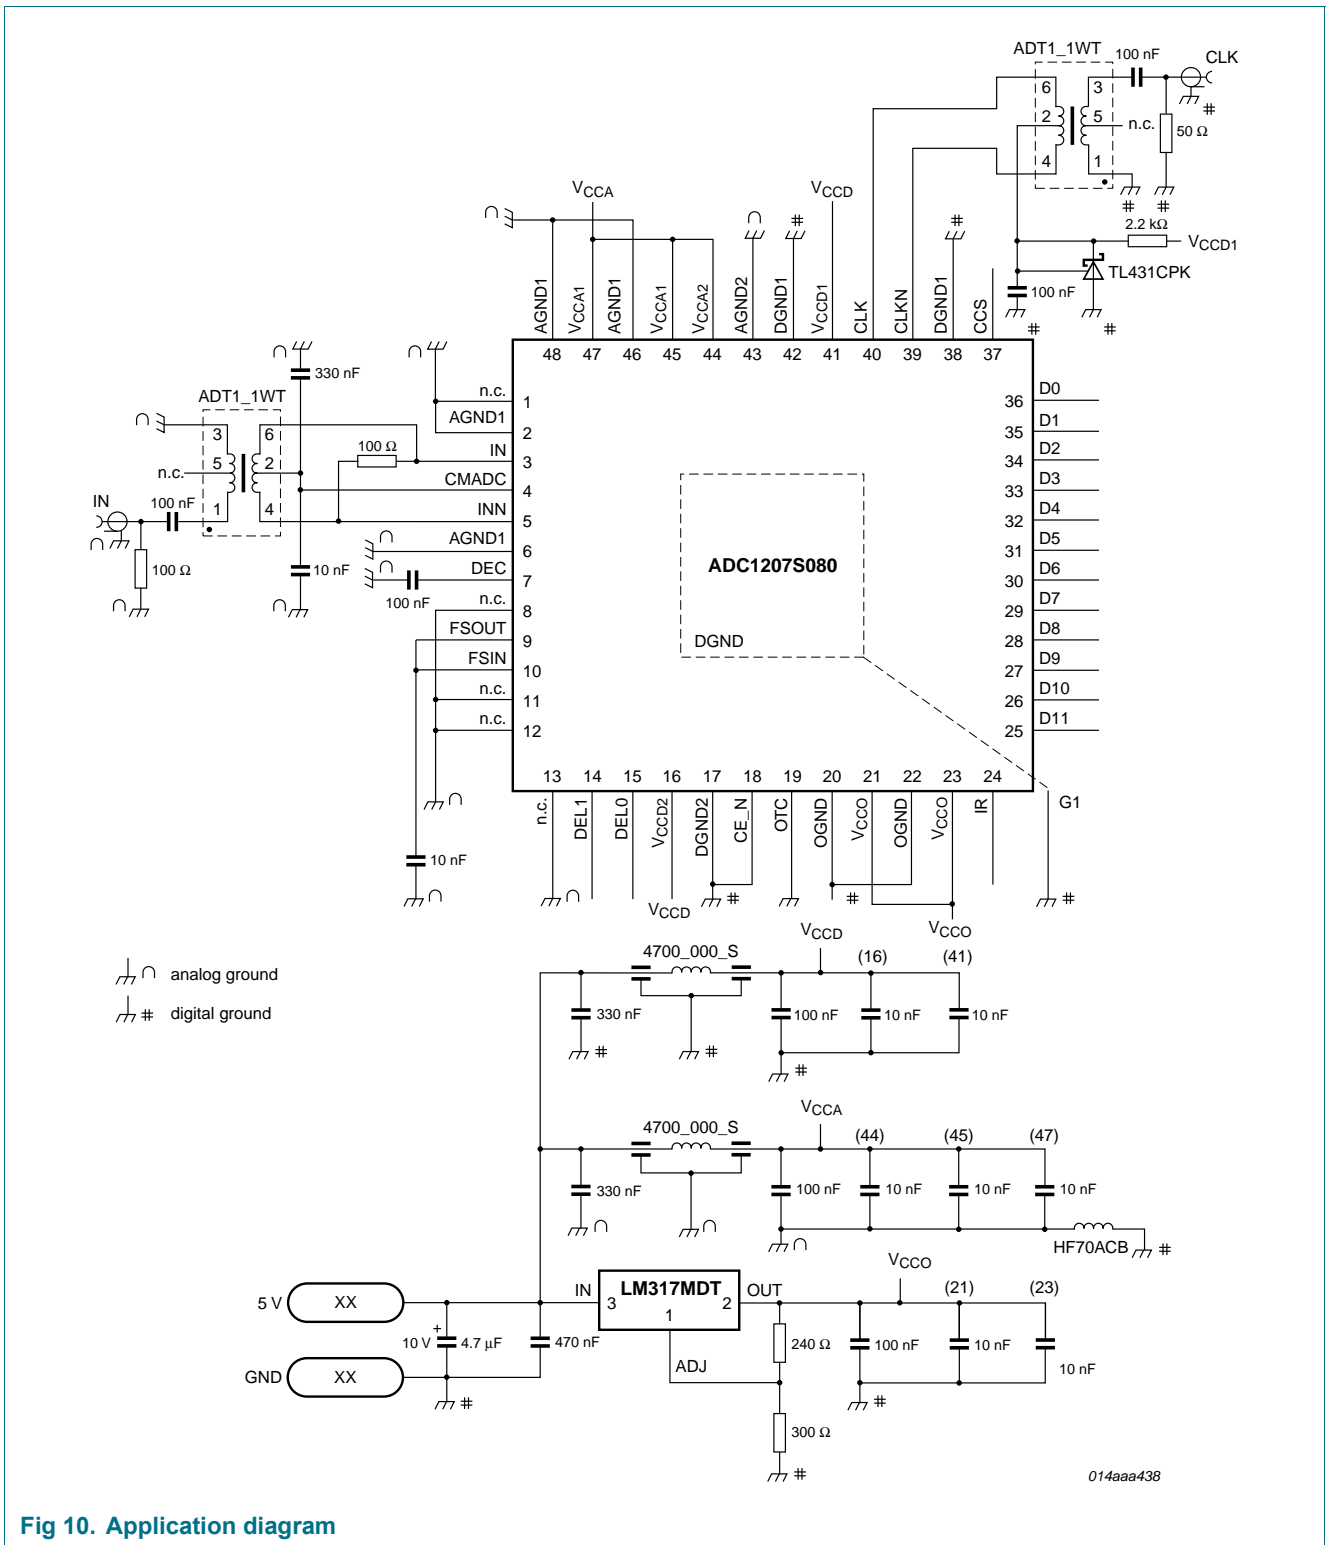 ADT1_1WT
100 nF
CLK
6
3
2
5
n.c.
50 Ω
4
1
#
#
#
2.2 kΩ
VCCD1
TL431CPK
100 nF
#
#
VCCA
VCCD
#
#
AGND1
VCCA1
AGND1
VCCA1
VCCA2
AGND2
DGND1
VCCD1
CLK
CLKN
DGND1
CCS
48
47
46
45
44
43
42
41
40
39
38
37
330 nF
ADT1_1WT
3
6
5
2
n.c.
1
4
100 Ω
IN
100 nF
100 Ω
10 nF
100 nF
n.c.
1
AGND1
2
IN
3
CMADC
4
INN
5
AGND1
6
DEC
7
n.c.
8
FSOUT
9
FSIN
10
n.c.
11
n.c.
12
ADC1207S080
DGND
36 D0
35 D1
34 D2
33 D3
32 D4
31 D5
30 D6
29 D7
28 D8
27 D9
26 D10
25 D11
13
14
15
16
17
18
19
20
21
22
23
24
n.c.
DEL1
DEL0
VCCD2
DGND2
CE_N
OTC
OGND
VCCO
OGND
VCCO
IR
G1
10 nF
VCCD
#
#
VCCO
#
analog ground
# digital ground
4700_000_S
VCCD
(16)
(41)
330 nF
100 nF
10 nF
10 nF
#
#
#
4700_000_S
VCCA
(44)
(45)
(47)
330 nF
100 nF
10 nF
10 nF
10 nF
HF70ACB
#
5 V
XX
IN
LM317MDT
3
2
1
OUT
VCCO
(21)
(23)
+
10 V
4.7 μF
470 nF
ADJ
240 Ω
100 nF
10 nF
10 nF
GND
XX
#
#
300 Ω
#
014aaa438
Fig 10. Application diagram